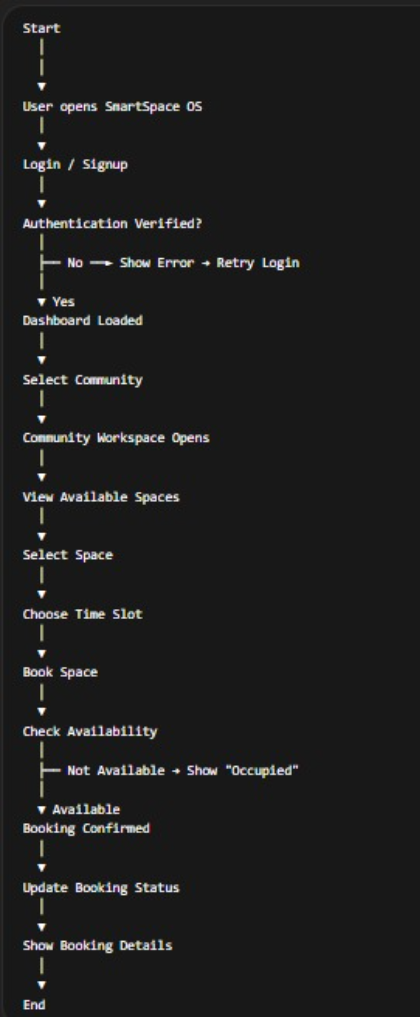 Start
User opens SmartSpace OS
Login / Signup
Authentication Verified?
No → Show Error → Retry Login
Yes
Dashboard Loaded
Select Community
Community Workspace Opens
View Available Spaces
Select Space
Choose Time Slot
Book Space
Check Availability
Not Available → Show "Occupied"
Available
Booking Confirmed
Update Booking Status
Show Booking Details
End